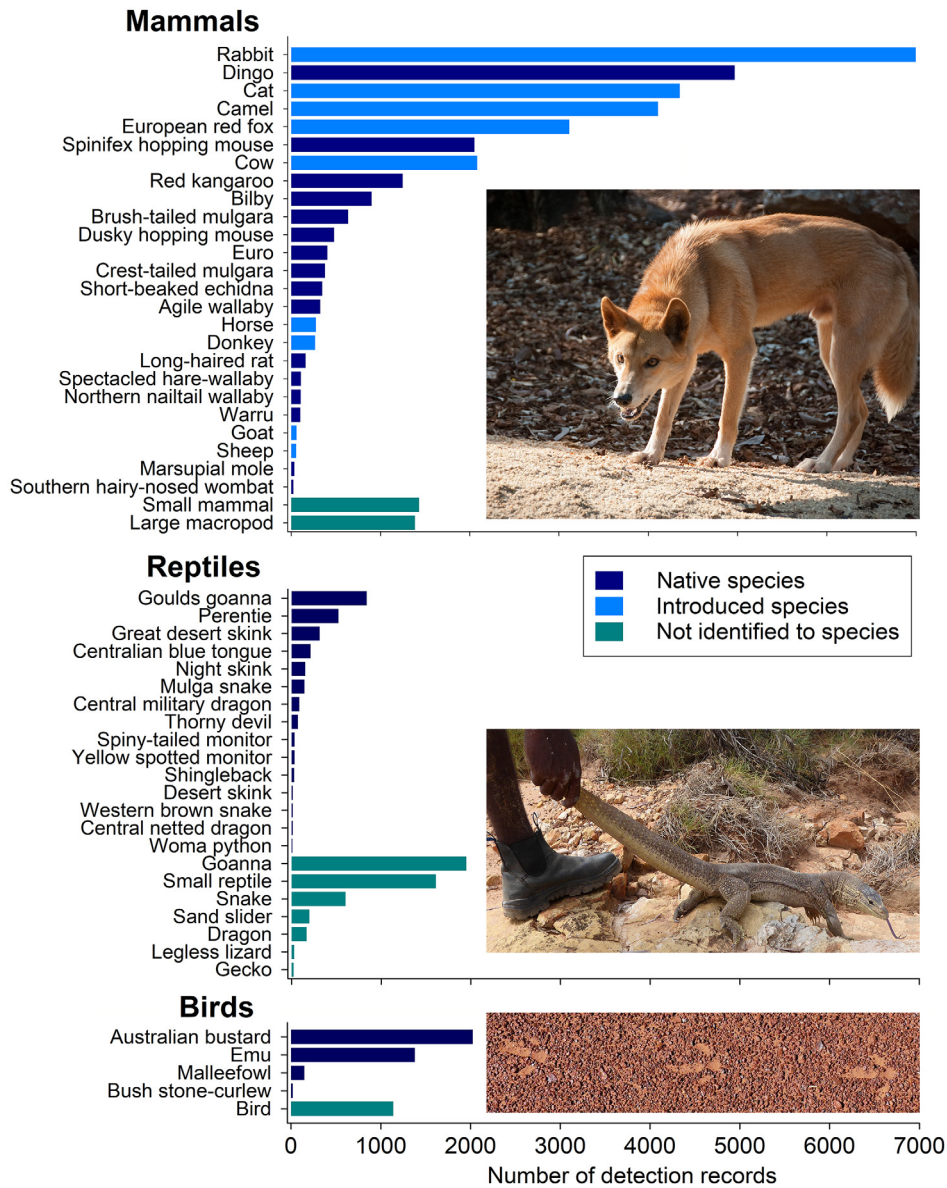 Mammals
Rabbit
Dingo
Cat
Camel
European red fox
Spinifex hopping mouse
Cow
Red kangaroo
Bilby
Brush-tailed mulgara
Dusky hopping mouse
Euro
Crest-tailed mulgara
Short-beaked echidna
Agile wallaby
Horse
Donkey
Long-haired rat
Spectacled hare-wallaby
Northern nailtail wallaby
Warru
Goat
Sheep
Marsupial mole
Southern hairy-nosed wombat
Small mammal
Large macropod
Reptiles
Native species
Introduced species
Not identified to species
Goulds goanna
Perentie
Great desert skink
Centralian blue tongue
Night skink
Mulga snake
Central military dragon
Thorny devil
Spiny-tailed monitor
Yellow spotted monitor
Shingleback
Desert skink
Western brown snake
Central netted dragon
Woma python
Goanna
Small reptile
Snake
Sand slider
Dragon
Legless lizard
Gecko
Birds
Australian bustard
Emu
Malleefowl
Bush stone-curlew
Bird
0 1000 2000 3000 4000 5000 6000 7000
Number of detection records